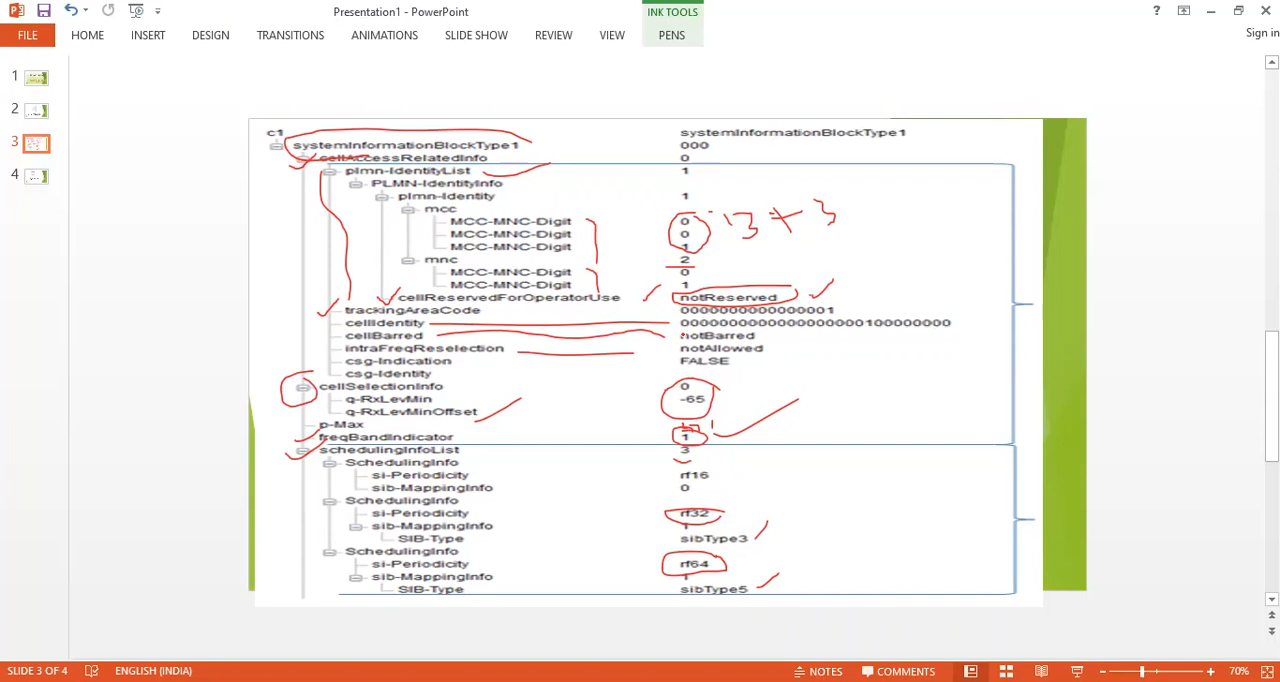 Presentation1 - PowerPoint
INK TOOLS
?
FILE HOME INSERT DESIGN TRANSITIONS ANIMATIONS SLIDE SHOW REVIEW VIEW PENS Sign in
1
2
3
4
c1 systemInformationBlockType1
systemInformationBlockType1 000
cellAccessRelatedInfo 0
plmn-IdentityList 1
PLMN-IdentityInfo
plmn-Identity 1
mcc
MCC-MNC-Digit 0
MCC-MNC-Digit 0
MCC-MNC-Digit 1
13 + 3
mnc 2
MCC-MNC-Digit 0
MCC-MNC-Digit 1
cellReservedForOperatorUse notReserved
trackingAreaCode 0000000000000001
cellIdentity 0000000000000000000100000000
cellBarred notBarred
intraFreqReselection notAllowed
csg-Indication FALSE
csg-Identity
cellSelectionInfo 0
q-RxLevMin -65
q-RxLevMinOffset
p-Max
freqBandIndicator 1
schedulingInfoList 3
SchedulingInfo
si-Periodicity rf16
sib-MappingInfo 0
SchedulingInfo
si-Periodicity rf32
sib-MappingInfo 1
SIB-Type sibType3
SchedulingInfo
si-Periodicity rf64
sib-MappingInfo 1
SIB-Type sibType5
SLIDE 3 OF 4 ENGLISH (INDIA) NOTES COMMENTS 70%